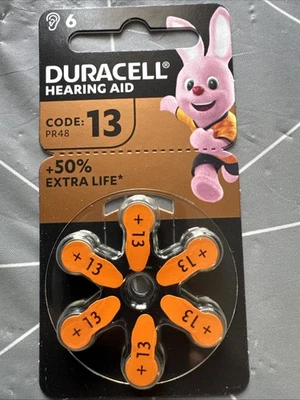 6
DURACELL®
HEARING AID
CODE: 13
PR48
+50%
EXTRA LIFE*
+ 13
+ 13
+ 13
+ 13
+ 13
+ 13